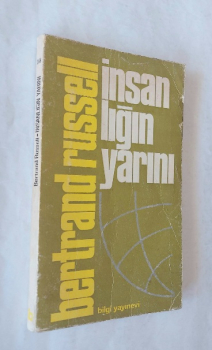 bertrand russell
insan
lığın
yarını
bilgi yayınevi